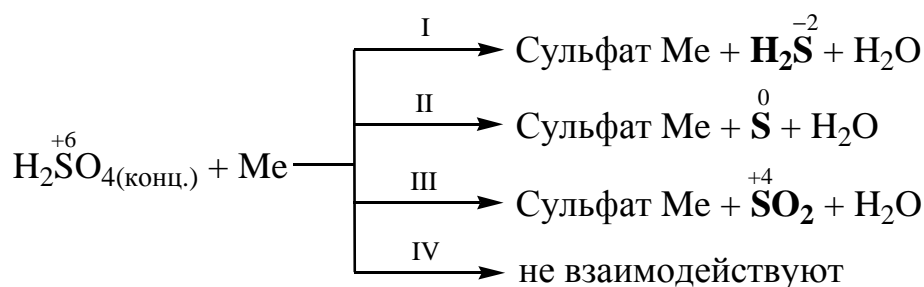 I
Сульфат Me + H₂S⁻² + H₂O
II
Сульфат Me + S⁰ + H₂O
H₂S⁺⁶O₄(конц.) + Me
III
Сульфат Me + S⁺⁴O₂ + H₂O
IV
не взаимодействуют